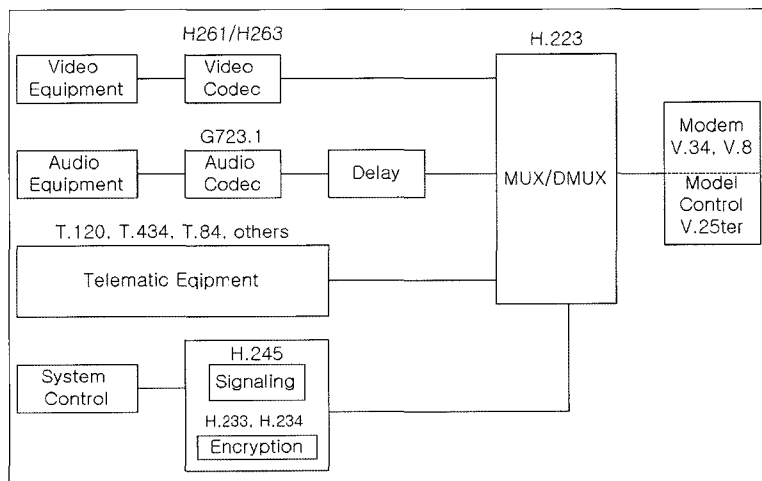 H261/H263
H.223
Video
Equipment
Video
Codec
G723.1
Audio
Equipment
Audio
Codec
Delay
MUX/DMUX
Modem
V.34, V.8
Model
Control
V.25ter
T.120, T.434, T.84, others
Telematic Eqipment
System
Control
H.245
Signaling
H.233, H.234
Encryption